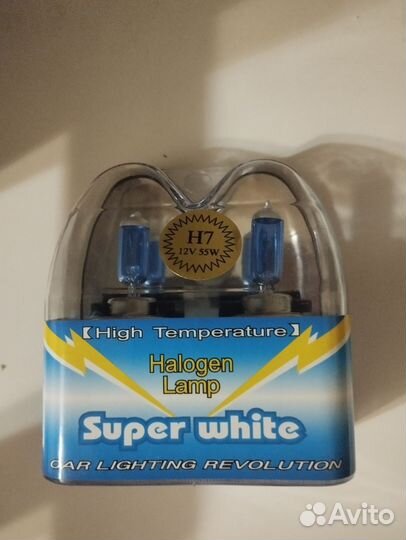 H7
12V 55W
【High Temperature】
Halogen
Lamp
Super white
CAR LIGHTING REVOLUTION
Avito